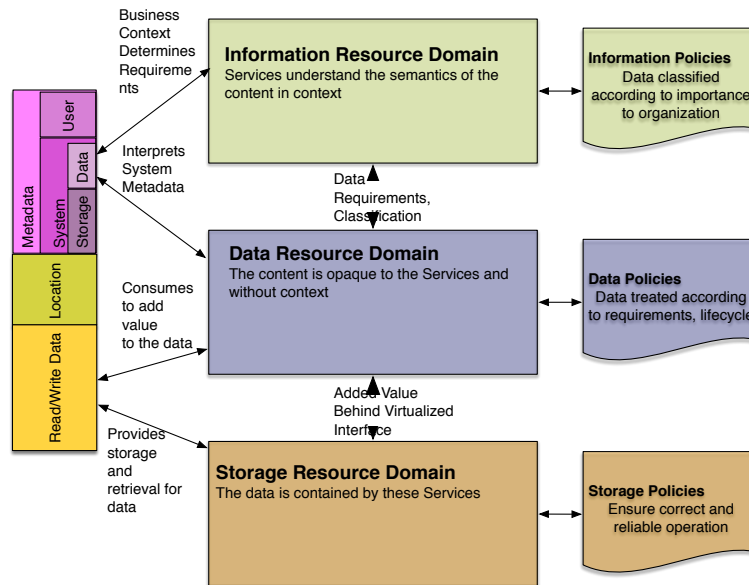 Business
Context
Determines
Requireme
nts
Information Resource Domain
Services understand the semantics of the
content in context
Information Policies
Data classified
according to importance
to organization
User
Data
Metadata
System
Storage
Location
Read/Write Data
Interprets
System
Metadata
Data
Requirements,
Classification
Data Resource Domain
The content is opaque to the Services and
without context
Data Policies
Data treated according
to requirements, lifecycle
Consumes
to add
value
to the data
Added Value
Behind Virtualized
Interface
Provides
storage
and
retrieval for
data
Storage Resource Domain
The data is contained by these Services
Storage Policies
Ensure correct and
reliable operation